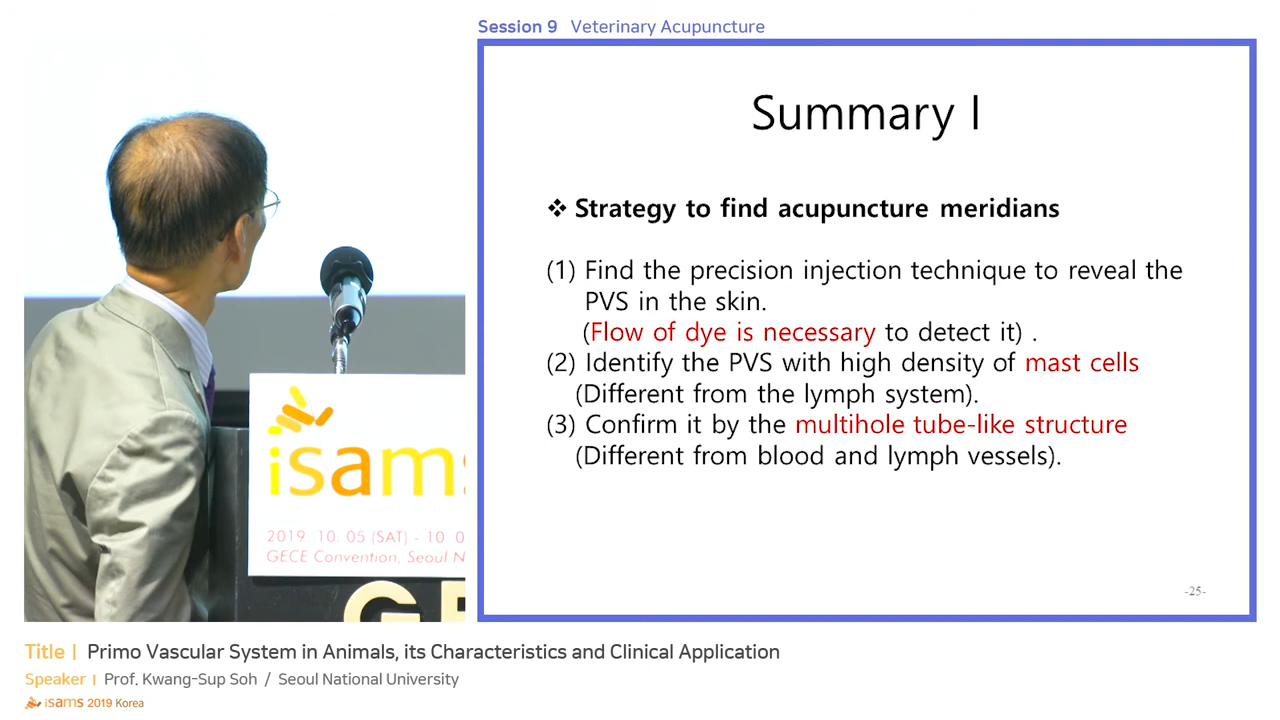 Session 9 Veterinary Acupuncture
Summary I
❖ Strategy to find acupuncture meridians
(1) Find the precision injection technique to reveal the
PVS in the skin.
(Flow of dye is necessary to detect it) .
(2) Identify the PVS with high density of mast cells
(Different from the lymph system).
(3) Confirm it by the multihole tube-like structure
(Different from blood and lymph vessels).
-25-
isams
2019. 10. 05 (SAT) - 10. 0
GECE Convention, Seoul N
Title | Primo Vascular System in Animals, its Characteristics and Clinical Application
Speaker | Prof. Kwang-Sup Soh / Seoul National University
isams 2019 Korea